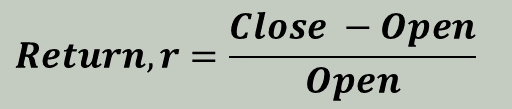 Return, r = (Close − Open) / Open